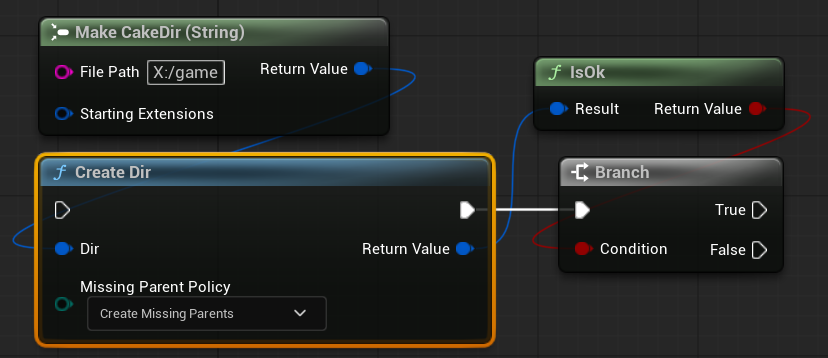 Make CakeDir (String)
File Path X:/game Return Value
Starting Extensions
IsOk
Result Return Value
Create Dir
Dir Return Value
Missing Parent Policy
Create Missing Parents
Branch
True
Condition False